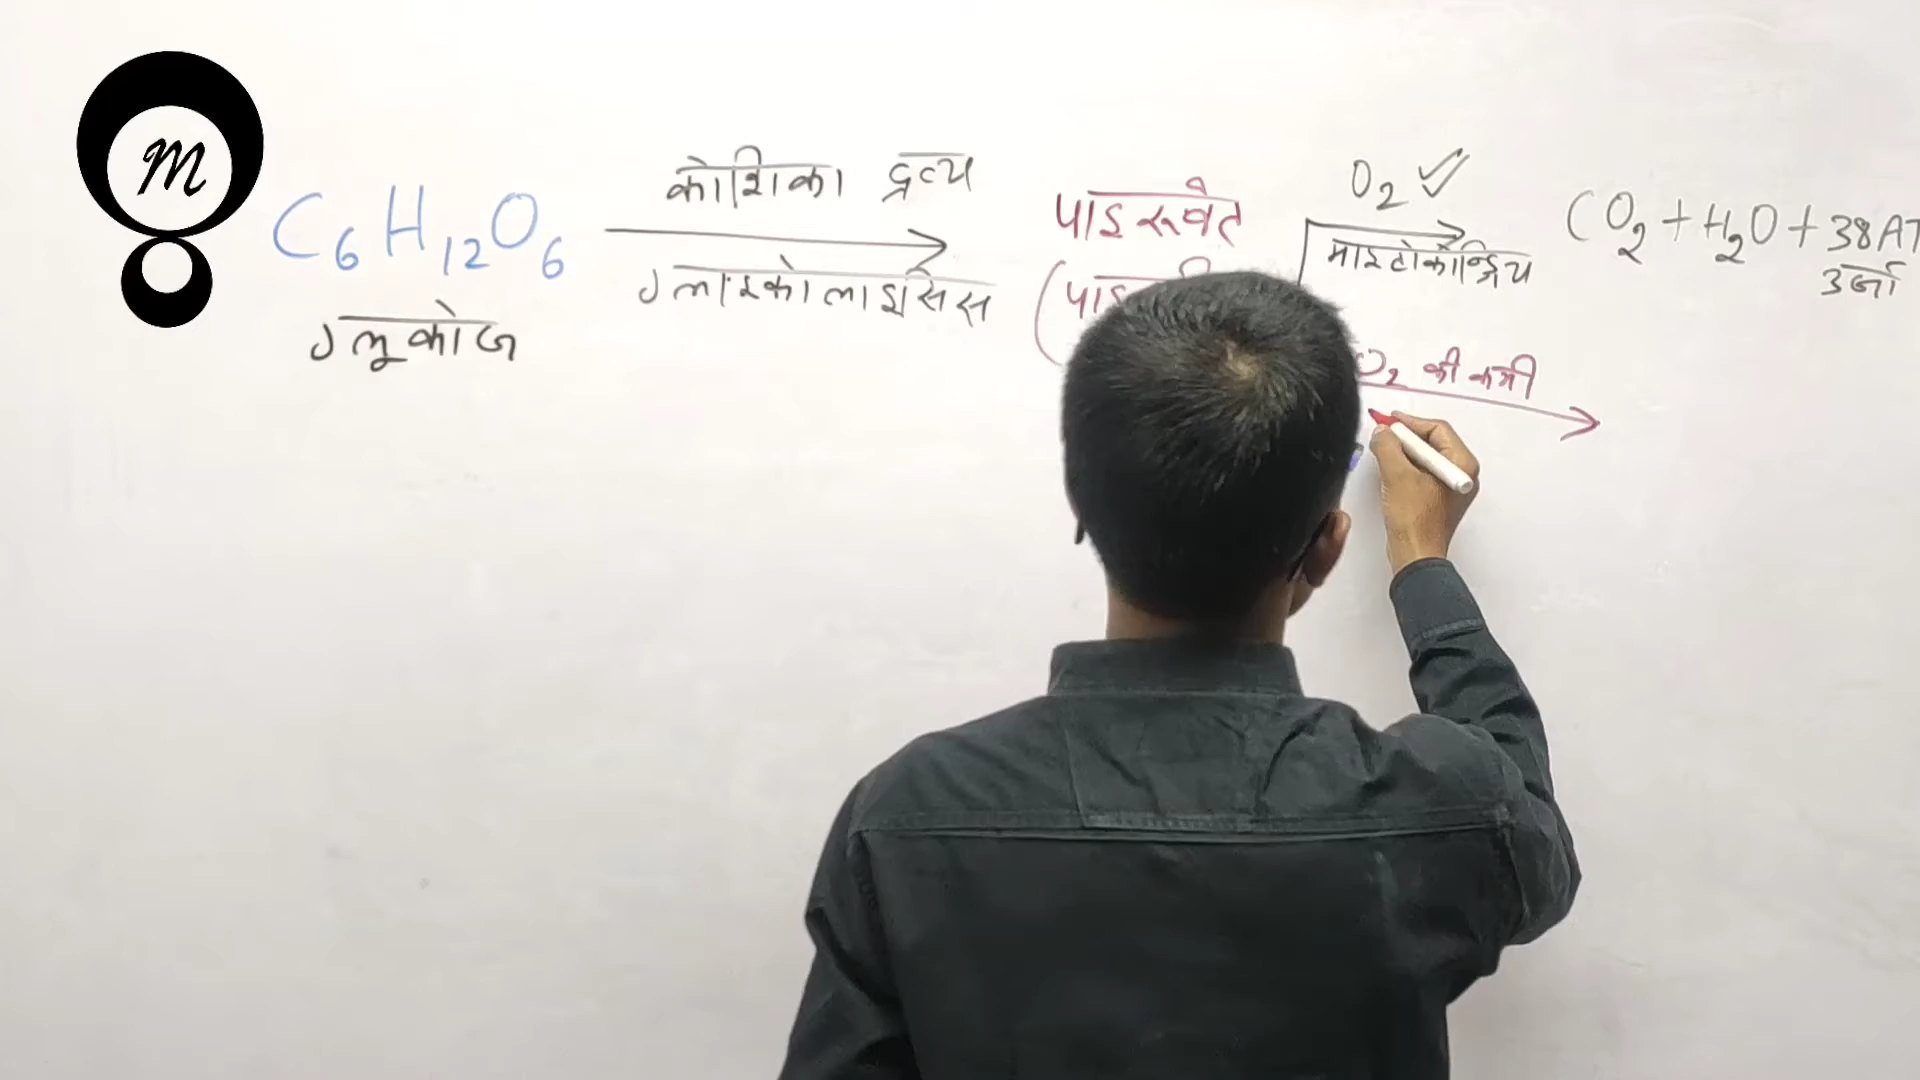 m
C₆H₁₂O₆
ग्लूकोज
कोशिका द्रव्य
ग्लाइकोलाइसिस
पाइरूवेट
O₂ ✓
माइटोकॉन्ड्रिय
CO₂ + H₂O + 38AT
ऊर्जा
O₂ की कमी